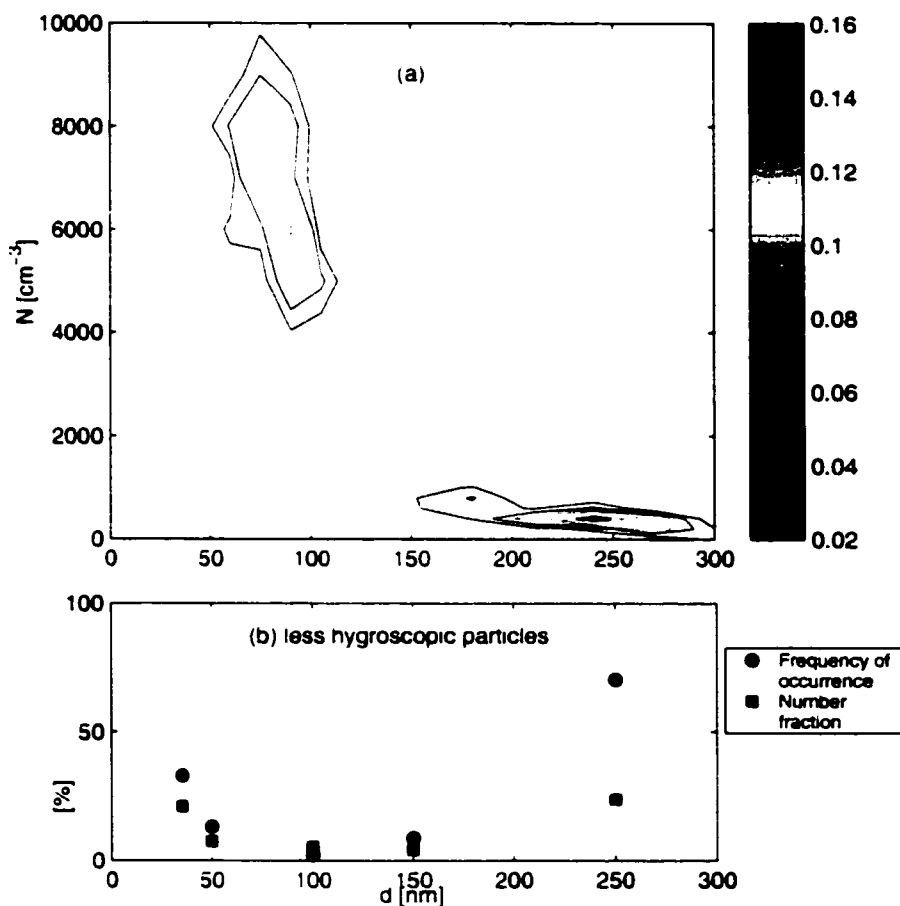 10000
8000
6000
4000
2000
0
N [cm⁻³]
(a)
0 50 100 150 200 250 300
0.16
0.14
0.12
0.1
0.08
0.06
0.04
0.02
100
50
0
[%]
(b) less hygroscopic particles
0 50 100 150 200 250 300
d [nm]
Frequency of
occurrence
Number
fraction